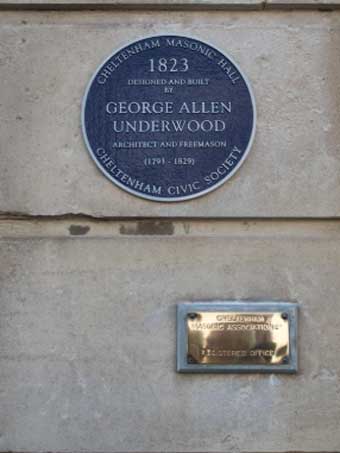 CHELTENHAM MASONIC HALL
1823
DESIGNED AND BUILT
BY
GEORGE ALLEN
UNDERWOOD
ARCHITECT AND FREEMASON
(1793 - 1829)
CHELTENHAM CIVIC SOCIETY
CHELTENHAM
MASONIC ASSOCIATION
REGISTERED OFFICE